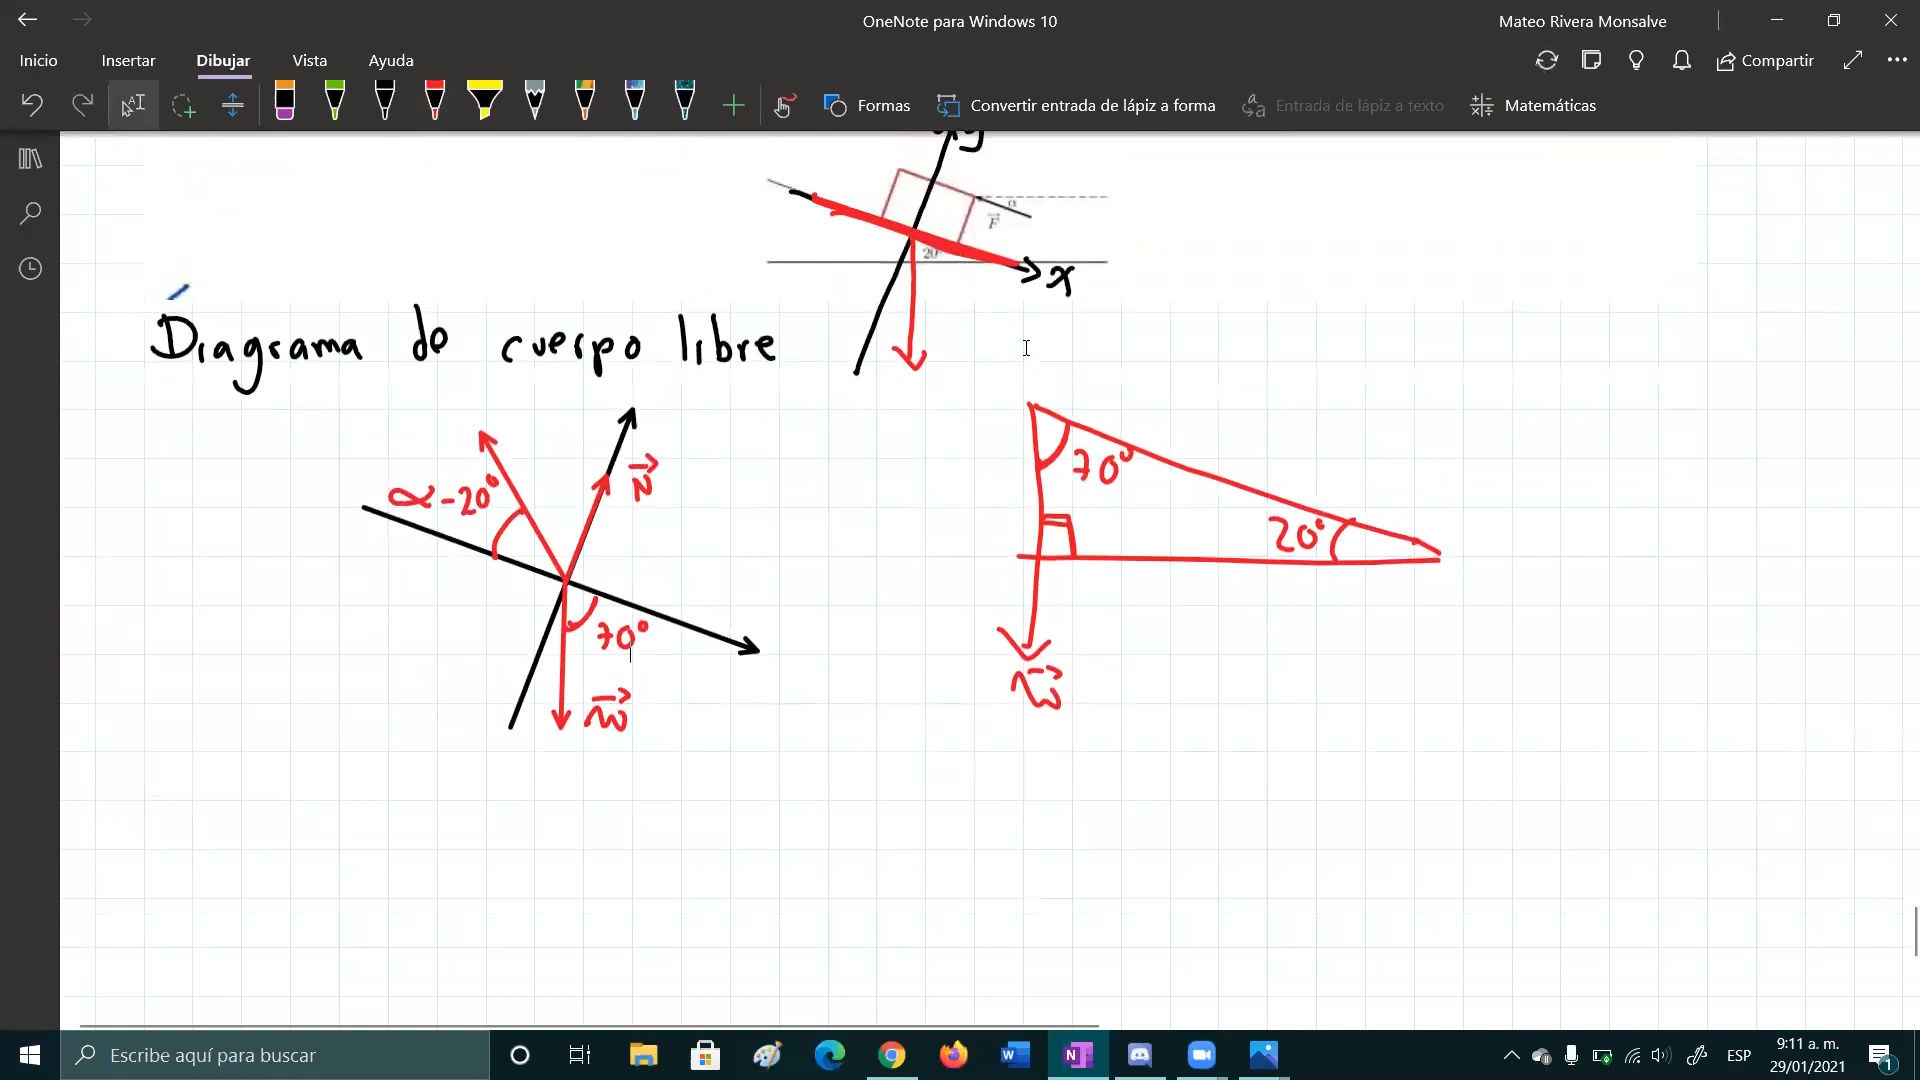 OneNote para Windows 10
Mateo Rivera Monsalve
Inicio Insertar Dibujar Vista Ayuda
Compartir
Formas
Convertir entrada de lápiz a forma
Entrada de lápiz a texto
Matemáticas
y
α
F
20
x
Diagrama de cuerpo libre
α-20°
N
70°
w
70°
20°
w
Escribe aquí para buscar
ESP
9:11 a. m.
29/01/2021
1